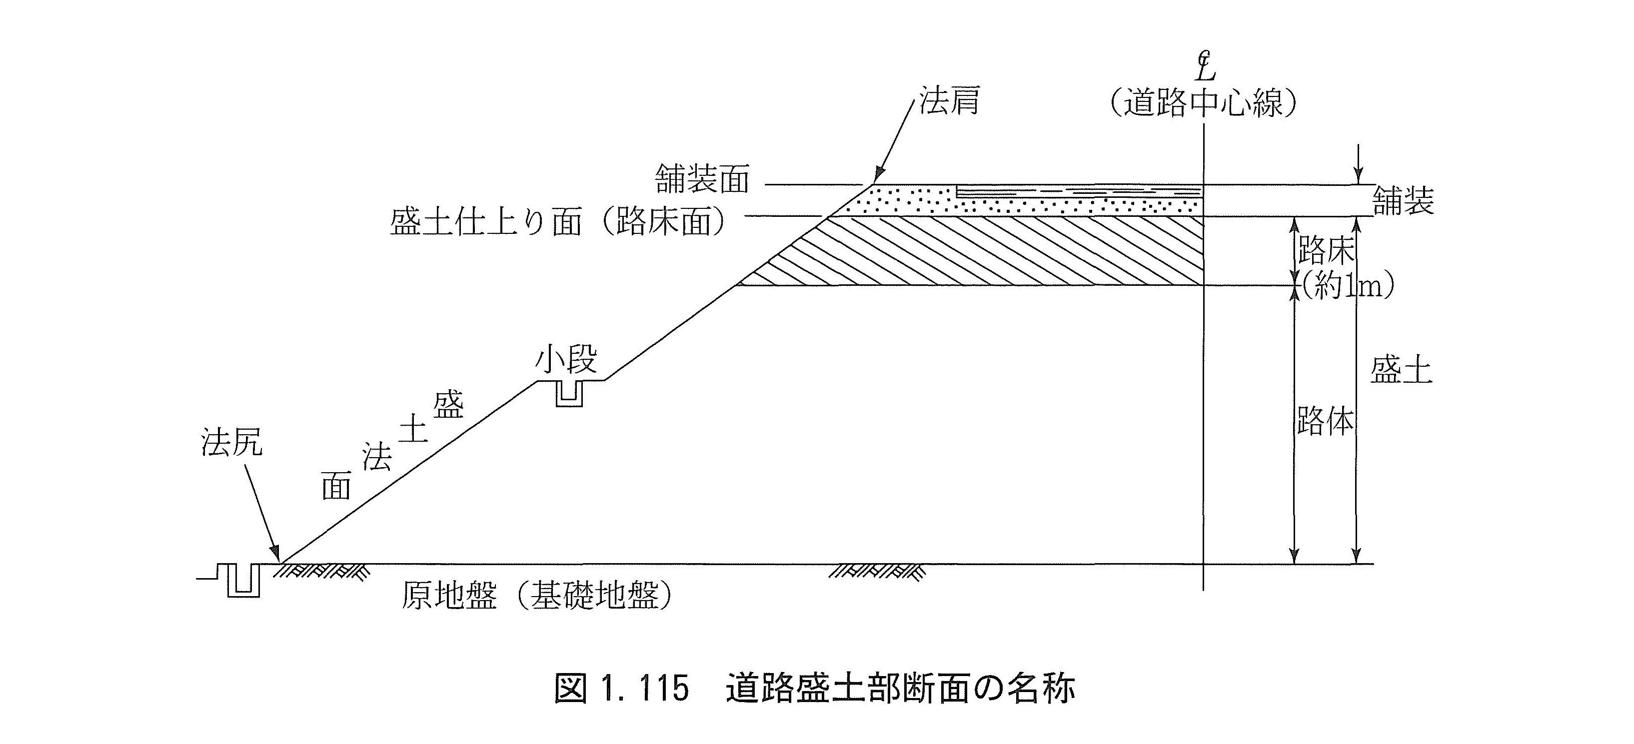 ℄
(道路中心線)
法肩
舗装面
舗装
盛土仕上り面(路床面)
路床
(約1m)
小段
盛土
盛土法面
路体
法尻
原地盤(基礎地盤)
図 1.115 道路盛土部断面の名称